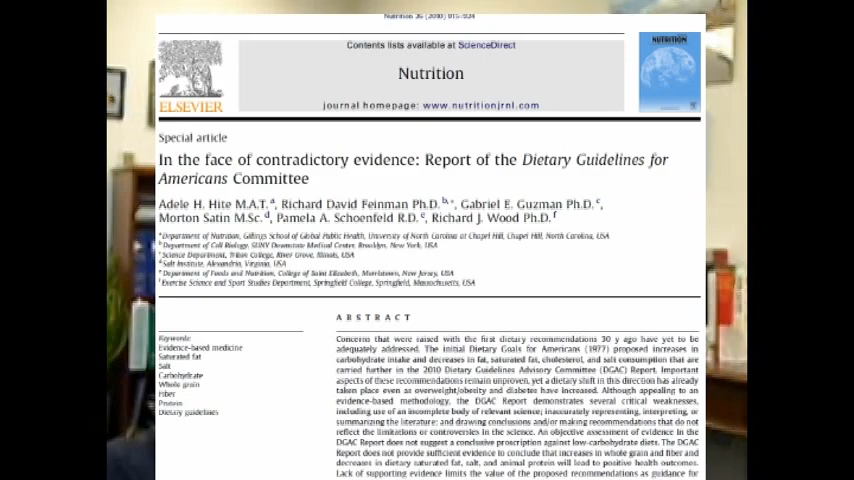 Nutrition 26 (2010) 915–924
Contents lists available at ScienceDirect
NUTRITION
Nutrition
ELSEVIER
journal homepage: www.nutritionjrnl.com
Special article
In the face of contradictory evidence: Report of the Dietary Guidelines for
Americans Committee
Adele H. Hite M.A.T. a, Richard David Feinman Ph.D. b,*, Gabriel E. Guzman Ph.D. c,
Morton Satin M.Sc. d, Pamela A. Schoenfeld R.D. e, Richard J. Wood Ph.D. f
a Department of Nutrition, Gillings School of Global Public Health, University of North Carolina at Chapel Hill, Chapel Hill, North Carolina, USA
b Department of Cell Biology, SUNY Downstate Medical Center, Brooklyn, New York, USA
c Science Department, Triton College, River Grove, Illinois, USA
d Salt Institute, Alexandria, Virginia, USA
e Department of Foods and Nutrition, College of Saint Elizabeth, Morristown, New Jersey, USA
f Exercise Science and Sport Studies Department, Springfield College, Springfield, Massachusetts, USA
ABSTRACT
Keywords:
Evidence-based medicine
Saturated fat
Salt
Carbohydrate
Whole grain
Fiber
Protein
Dietary guidelines
Concerns that were raised with the first dietary recommendations 30 y ago have yet to be
adequately addressed. The initial Dietary Goals for Americans (1977) proposed increases in
carbohydrate intake and decreases in fat, saturated fat, cholesterol, and salt consumption that are
carried further in the 2010 Dietary Guidelines Advisory Committee (DGAC) Report. Important
aspects of these recommendations remain unproven, yet a dietary shift in this direction has already
taken place even as overweight/obesity and diabetes have increased. Although appealing to an
evidence-based methodology, the DGAC Report demonstrates several critical weaknesses,
including use of an incomplete body of relevant science; inaccurately representing, interpreting, or
summarizing the literature; and drawing conclusions and/or making recommendations that do not
reflect the limitations or controversies in the science. An objective assessment of evidence in the
DGAC Report does not suggest a conclusive proscription against low-carbohydrate diets. The DGAC
Report does not provide sufficient evidence to conclude that increases in whole grain and fiber and
decreases in dietary saturated fat, salt, and animal protein will lead to positive health outcomes.
Lack of supporting evidence limits the value of the proposed recommendations as guidance for